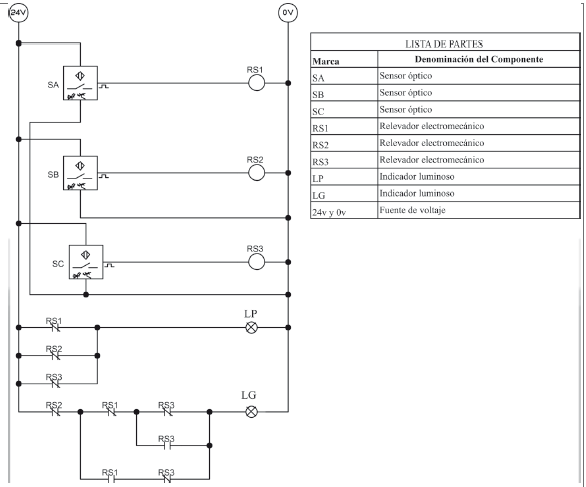 24V
0V
RS1
SA
RS2
SB
RS3
SC
RS1
LP
RS2
RS3
RS2
RS1
RS3
LG
RS3
RS1
RS3
LISTA DE PARTES
Marca Denominación del Componente
SA Sensor óptico
SB Sensor óptico
SC Sensor óptico
RS1 Relevador electromecánico
RS2 Relevador electromecánico
RS3 Relevador electromecánico
LP Indicador luminoso
LG Indicador luminoso
24v y 0v Fuente de voltaje